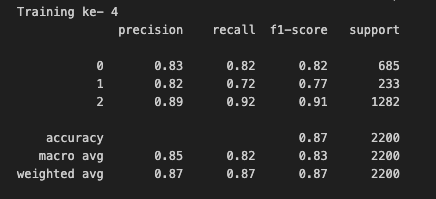 Training ke- 4
precision recall f1-score support
0 0.83 0.82 0.82 685
1 0.82 0.72 0.77 233
2 0.89 0.92 0.91 1282
accuracy 0.87 2200
macro avg 0.85 0.82 0.83 2200
weighted avg 0.87 0.87 0.87 2200